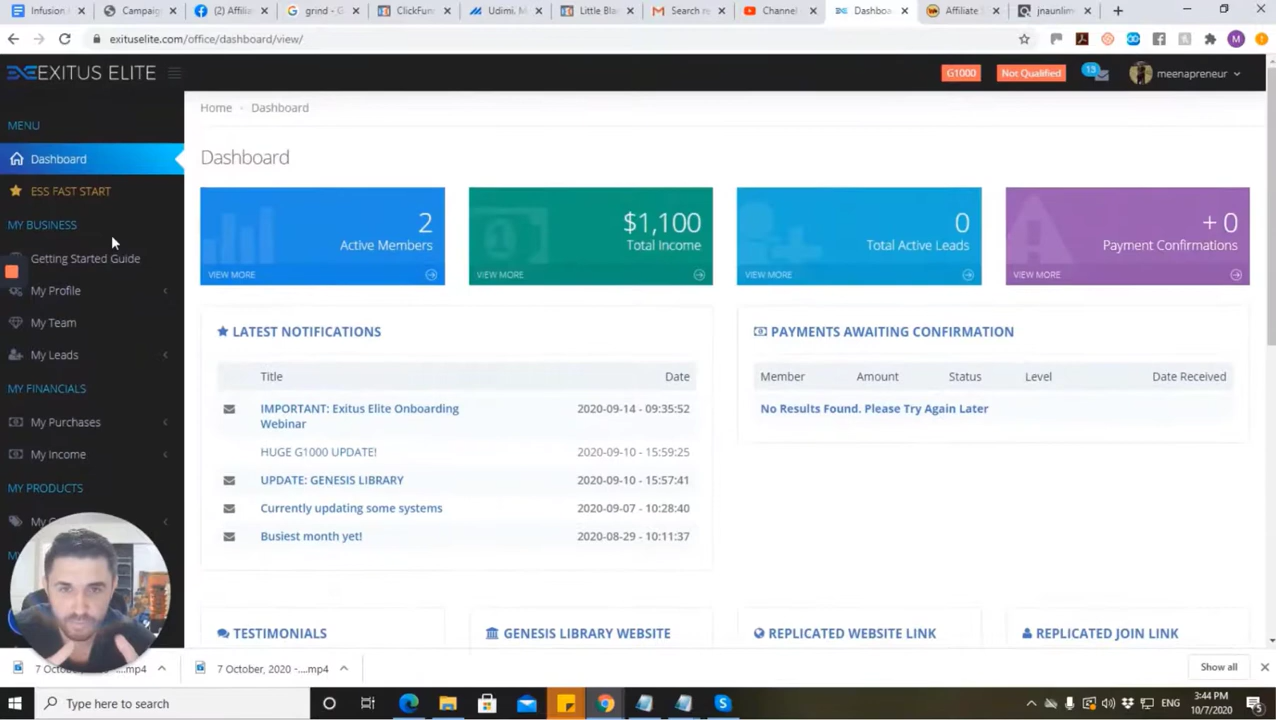 Infusion
Campaig
(2) Affilia
grind - G
ClickFun
Udimi. M
Little Bla
Search re
Channel
Dashboa
Affiliate S
jnaunlim
exituselite.com/office/dashboard/view/
M
EXITUS ELITE
G1000
Not Qualified
13
meenapreneur
Home - Dashboard
MENU
Dashboard
ESS FAST START
MY BUSINESS
Getting Started Guide
My Profile
My Team
My Leads
MY FINANCIALS
My Purchases
My Income
MY PRODUCTS
Dashboard
2
Active Members
VIEW MORE
$1,100
Total Income
VIEW MORE
0
Total Active Leads
VIEW MORE
+ 0
Payment Confirmations
VIEW MORE
LATEST NOTIFICATIONS
Title Date
IMPORTANT: Exitus Elite Onboarding 2020-09-14 - 09:35:52
Webinar
HUGE G1000 UPDATE! 2020-09-10 - 15:59:25
UPDATE: GENESIS LIBRARY 2020-09-10 - 15:57:41
Currently updating some systems 2020-09-07 - 10:28:40
Busiest month yet! 2020-08-29 - 10:11:37
PAYMENTS AWAITING CONFIRMATION
Member Amount Status Level Date Received
No Results Found. Please Try Again Later
TESTIMONIALS
GENESIS LIBRARY WEBSITE
REPLICATED WEBSITE LINK
REPLICATED JOIN LINK
7 October, 2020 -....mp4
Show all
Type here to search
ENG
3:44 PM
10/7/2020
5